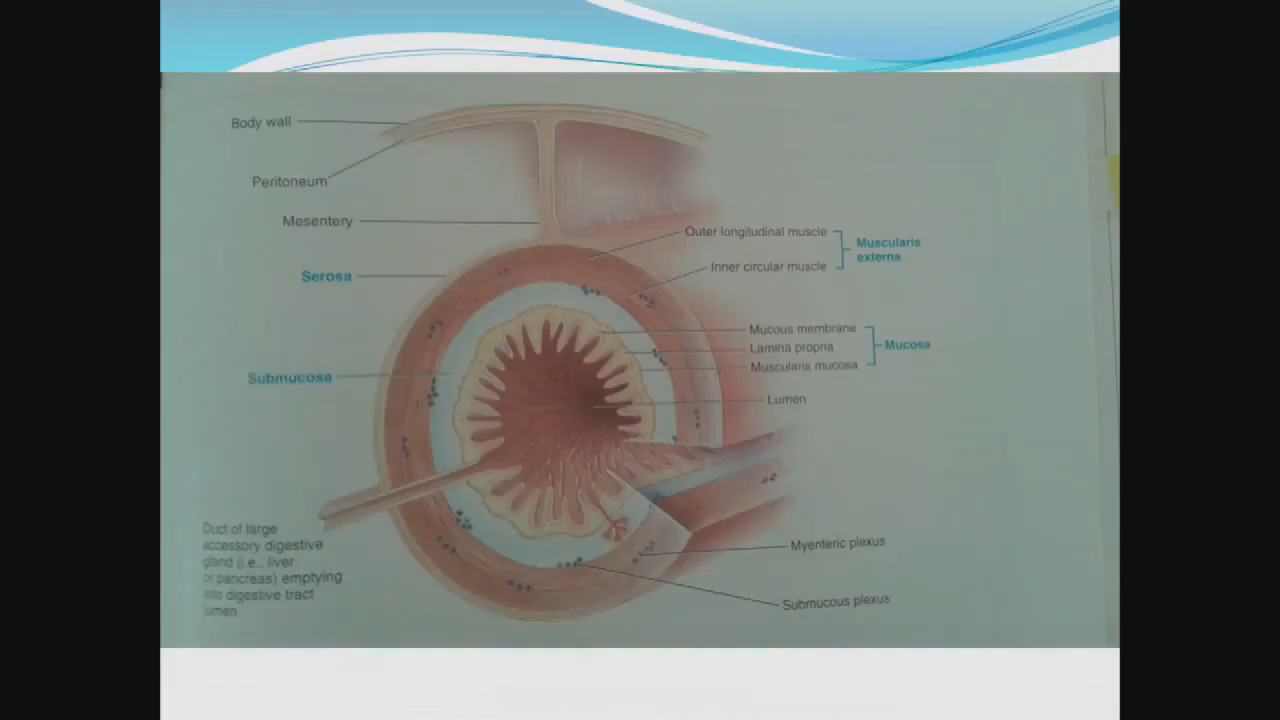 Body wall
Peritoneum
Mesentery
Serosa
Submucosa
Duct of large
accessory digestive
gland (i.e., liver
or pancreas) emptying
into digestive tract
lumen
Outer longitudinal muscle
Inner circular muscle
Muscularis
externa
Mucous membrane
Lamina propria
Muscularis mucosa
Mucosa
Lumen
Myenteric plexus
Submucous plexus